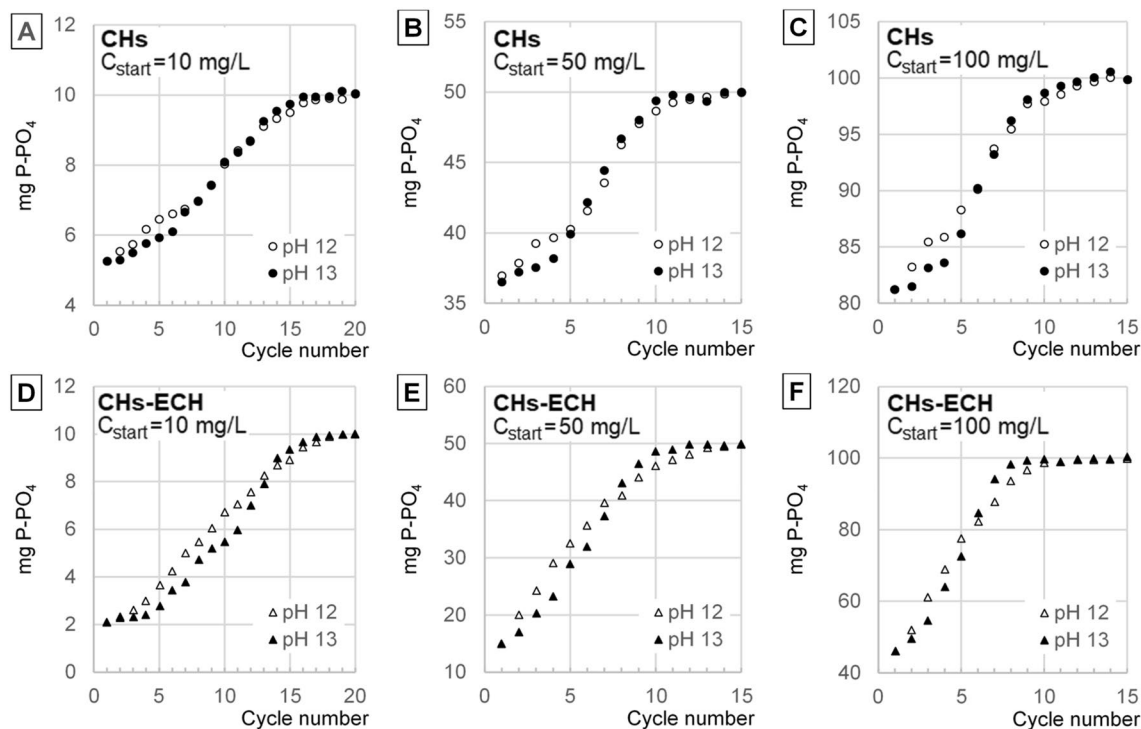 A
CHs
C_start=10 mg/L
mg P-PO₄
12
10
8
6
4
0 5 10 15 20
Cycle number
○ pH 12
● pH 13
B
CHs
C_start=50 mg/L
mg P-PO₄
55
50
45
40
35
0 5 10 15
Cycle number
○ pH 12
● pH 13
C
CHs
C_start=100 mg/L
mg P-PO₄
105
100
95
90
85
80
0 5 10 15
Cycle number
○ pH 12
● pH 13
D
CHs-ECH
C_start=10 mg/L
mg P-PO₄
12
10
8
6
4
2
0
0 5 10 15 20
Cycle number
△ pH 12
▲ pH 13
E
CHs-ECH
C_start=50 mg/L
mg P-PO₄
60
50
40
30
20
10
0 5 10 15
Cycle number
△ pH 12
▲ pH 13
F
CHs-ECH
C_start=100 mg/L
mg P-PO₄
120
100
80
60
40
0 5 10 15
Cycle number
△ pH 12
▲ pH 13